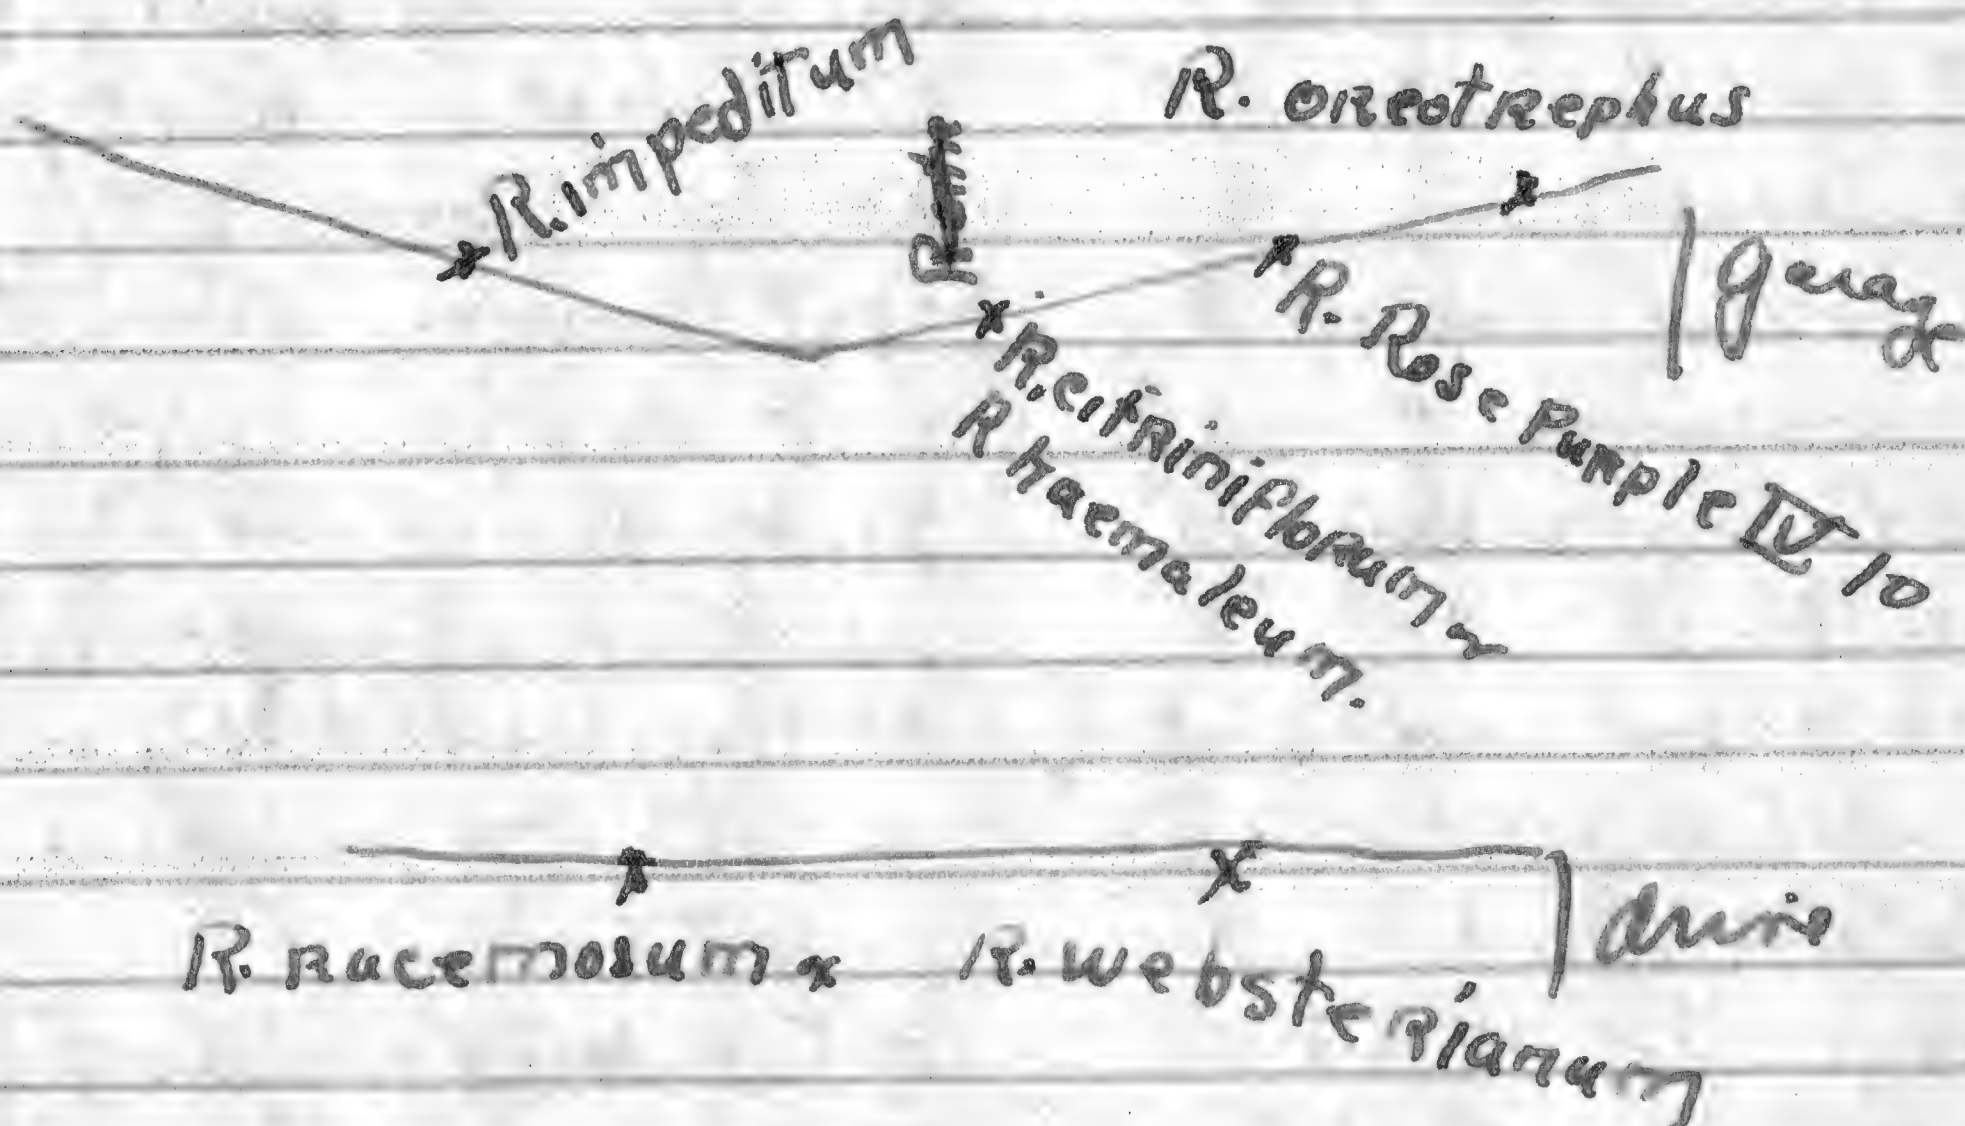 R. impeditum
R. oreotrephus
garage
R. Rose Purple IV 10
R. citriniflorum x
R haemaleum.
R. racemosum x R. websterianum
drive